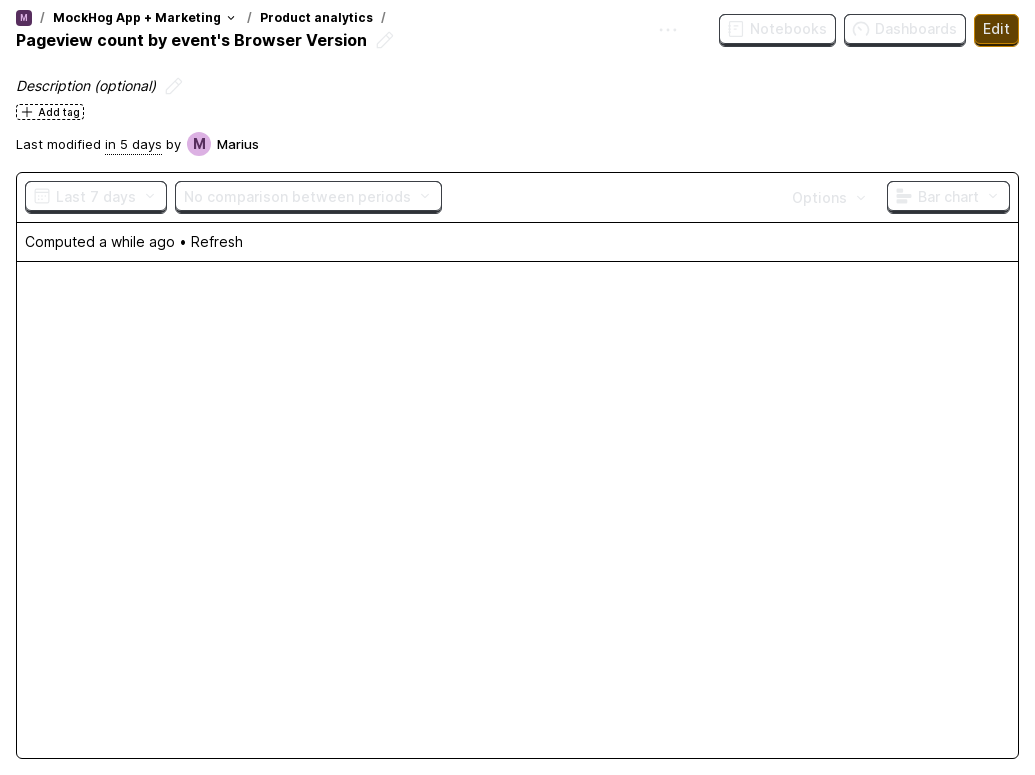 M / MockHog App + Marketing / Product analytics /
Pageview count by event's Browser Version
Notebooks
Dashboards
Edit
Description (optional)
Add tag
Last modified in 5 days by M Marius
Last 7 days
No comparison between periods
Options
Bar chart
Computed a while ago • Refresh